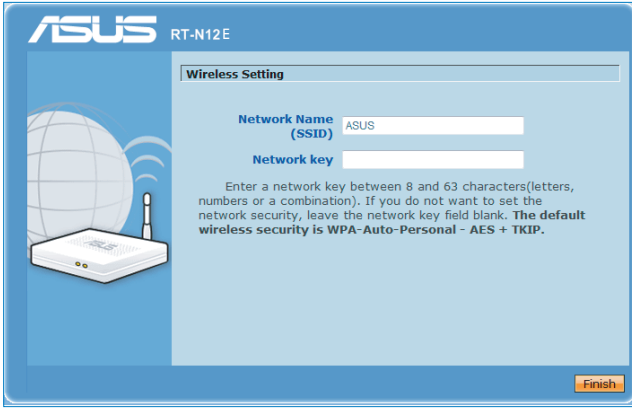 ASUS RT-N12E
Wireless Setting
Network Name
(SSID)
ASUS
Network key
Enter a network key between 8 and 63 characters(letters,
numbers or a combination). If you do not want to set the
network security, leave the network key field blank. The default
wireless security is WPA-Auto-Personal - AES + TKIP.
ASUS
Finish